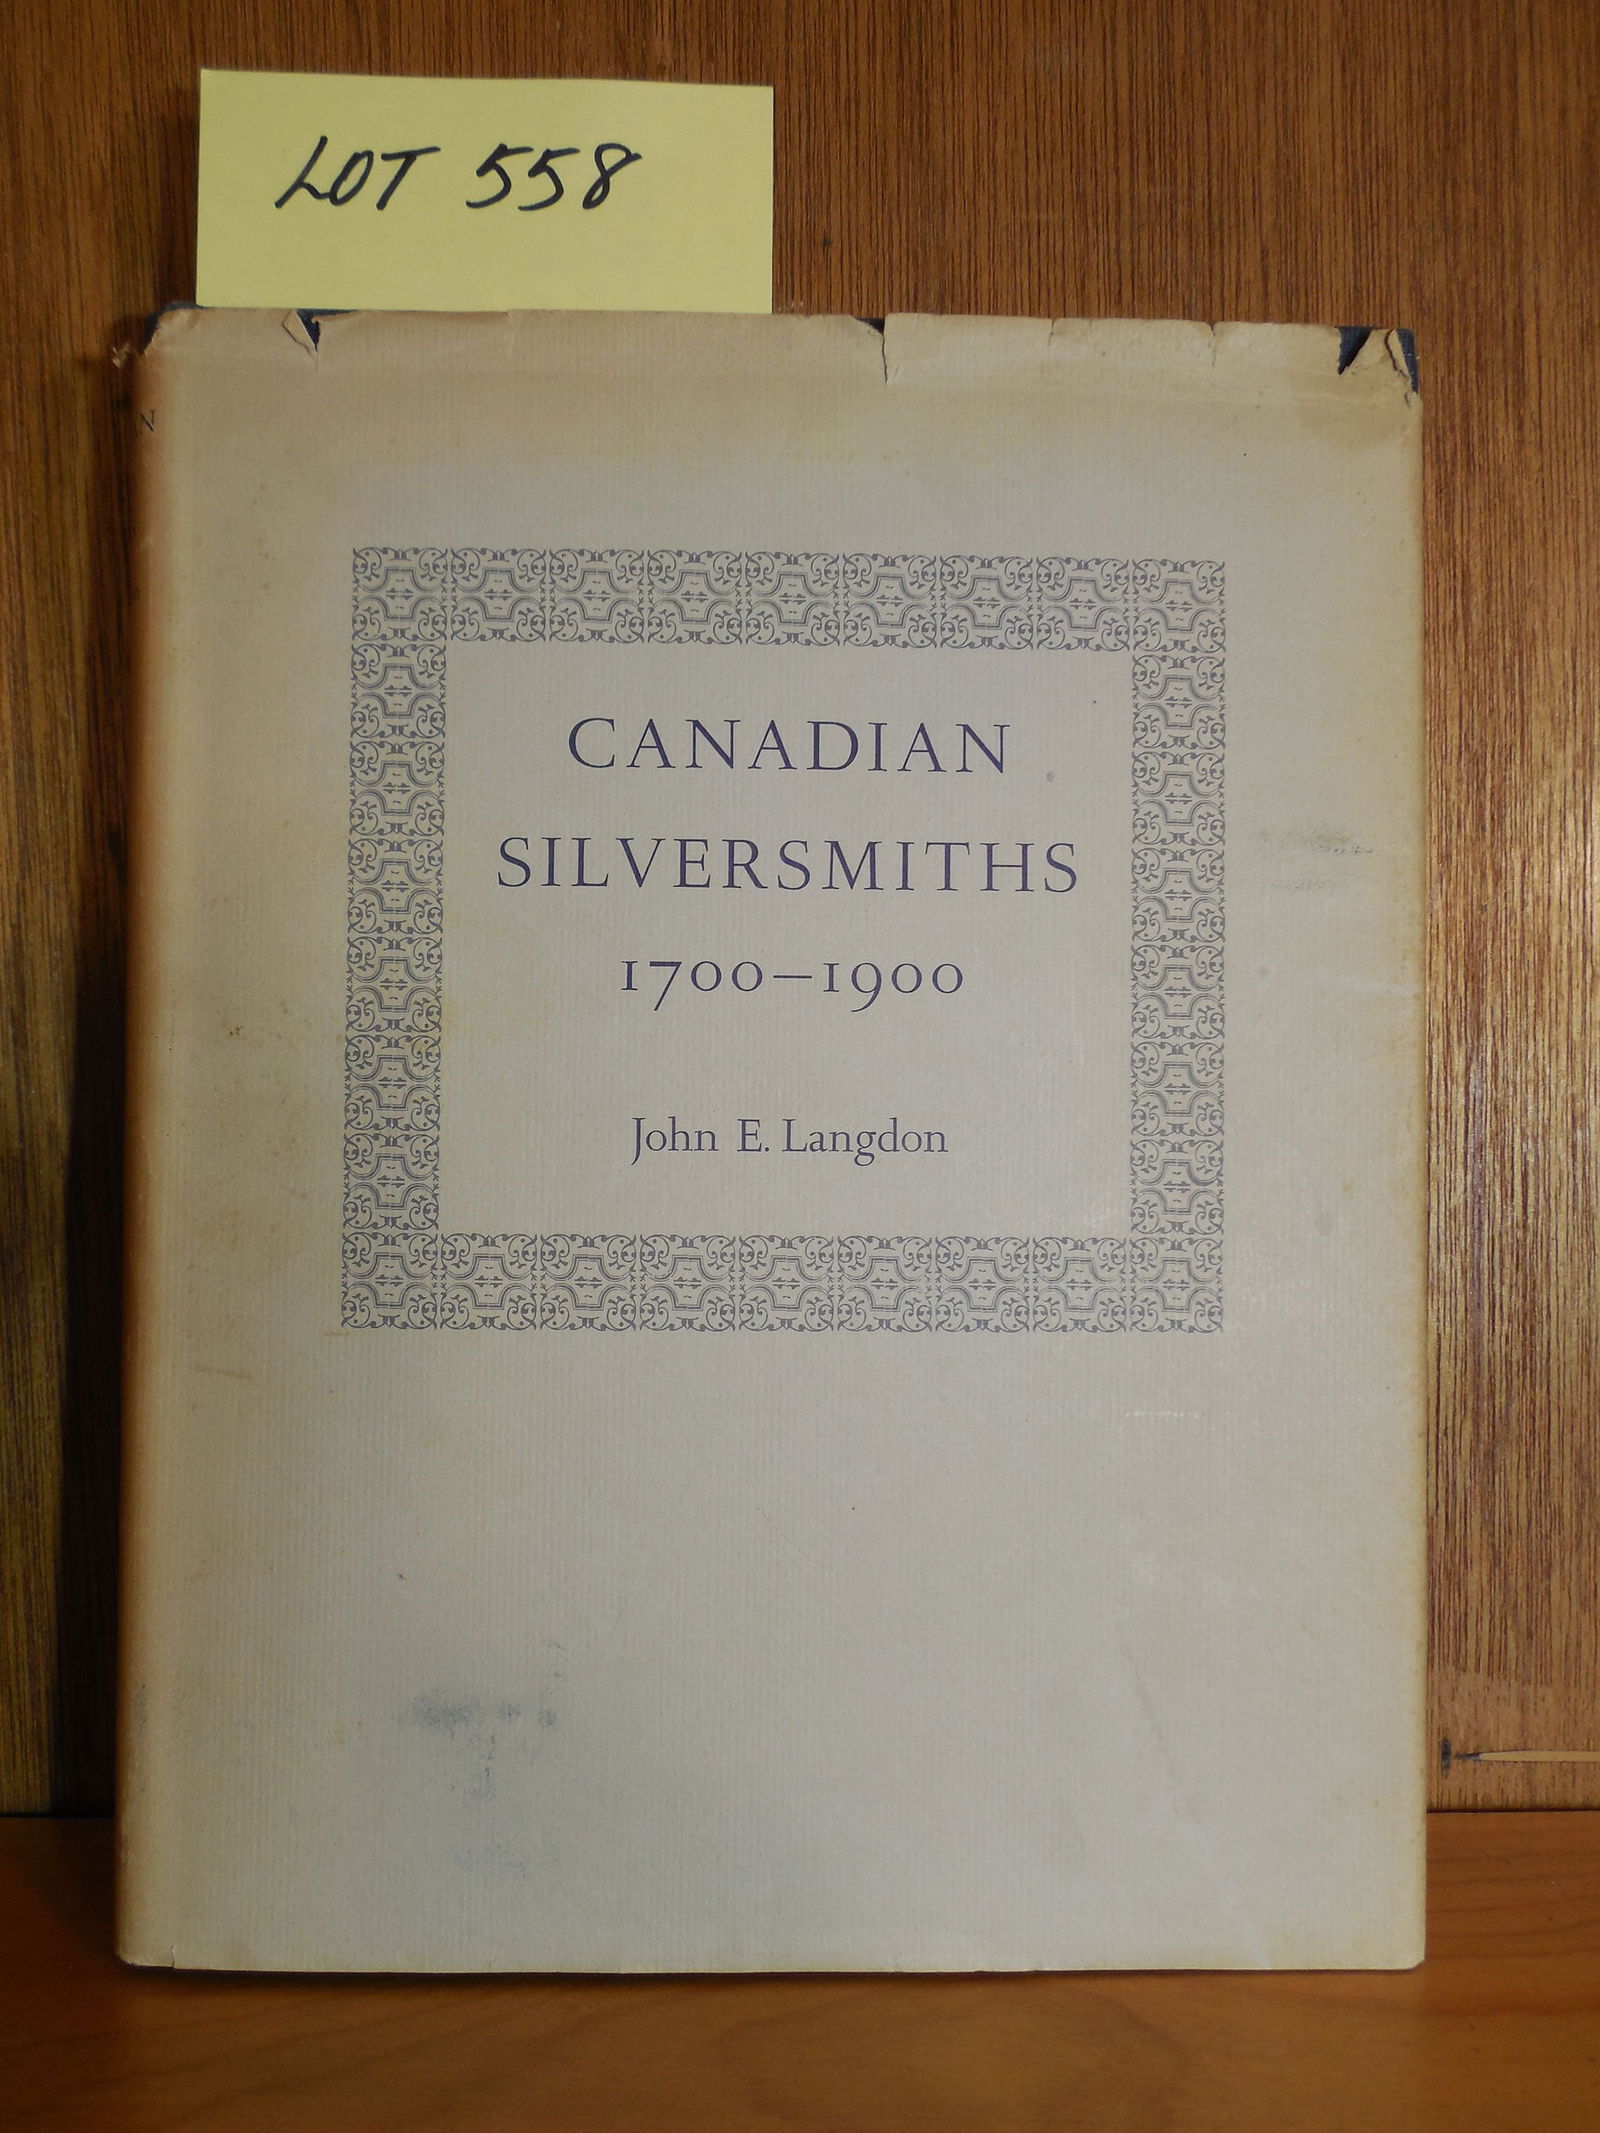 LOT 558
N
CANADIAN
SILVERSMITHS
1700–1900
John E. Langdon